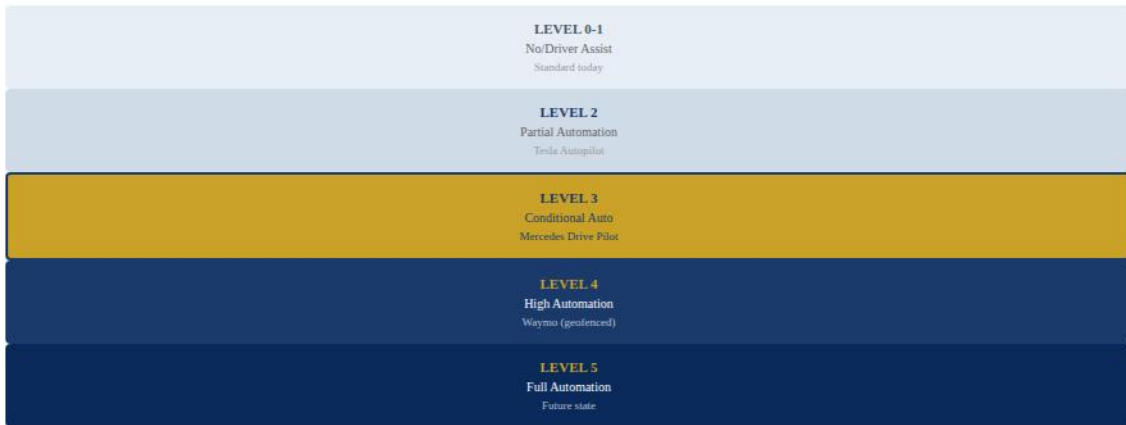 LEVEL 0-1
No/Driver Assist
Standard today
LEVEL 2
Partial Automation
Tesla Autopilot
LEVEL 3
Conditional Auto
Mercedes Drive Pilot
LEVEL 4
High Automation
Waymo (geofenced)
LEVEL 5
Full Automation
Future state